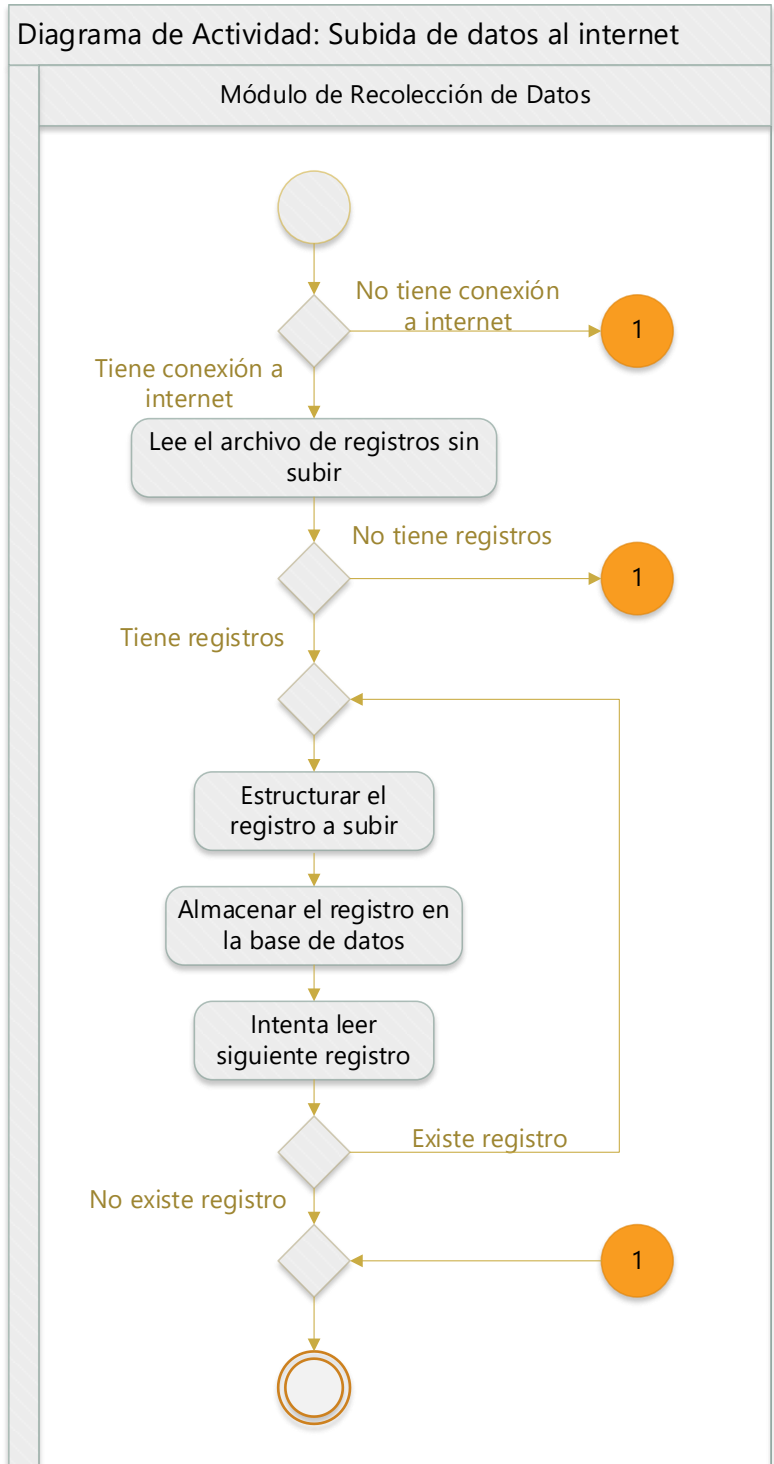 Diagrama de Actividad: Subida de datos al internet
Módulo de Recolección de Datos
No tiene conexión
a internet
1
Tiene conexión a
internet
Lee el archivo de registros sin
subir
No tiene registros
1
Tiene registros
Estructurar el
registro a subir
Almacenar el registro en
la base de datos
Intenta leer
siguiente registro
Existe registro
No existe registro
1